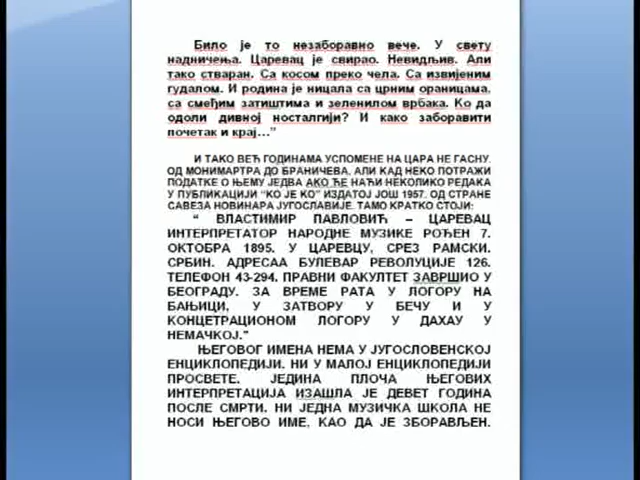 Било је то незаборавно вече. У свету
надничења. Царевац је свирао. Невидљив. Али
тако стваран. Са косом преко чела. Са извијеним
гудалом. И родина је ницала са црним ораницама.
са смеђим затиштима и зеленилом врбака. Ко да
одоли дивној носталгији? И како заборавити
почетак и крај...”
И ТАКО ВЕЋ ГОДИНАМА УСПОМЕНЕ НА ЦАРА НЕ ГАСНУ.
ОД МОНИМАРТРА ДО БРАНИЧЕВА. АЛИ КАД НЕКО ПОТРАЖИ
ПОДАТКЕ О ЊЕМУ ЈЕДВА АКО ЋЕ НАЋИ НЕКОЛИКО РЕДАКА
У ПУБЛИКАЦИЈИ “КО ЈЕ КО” ИЗДАТОЈ ЈОШ 1957. ОД СТРАНЕ
САВЕЗА НОВИНАРА ЈУГОСЛАВИЈЕ. ТАМО КРАТКО СТОЈИ:
“ ВЛАСТИМИР ПАВЛОВИЋ – ЦАРЕВАЦ
ИНТЕРПРЕТАТОР НАРОДНЕ МУЗИКЕ РОЂЕН 7.
ОКТОБРА 1895. У ЦАРЕВЦУ, СРЕЗ РАМСКИ.
СРБИН. АДРЕСАА БУЛЕВАР РЕВОЛУЦИЈЕ 126.
ТЕЛЕФОН 43-294. ПРАВНИ ФАКУЛТЕТ ЗАВРШИО У
БЕОГРАДУ. ЗА ВРЕМЕ РАТА У ЛОГОРУ НА
БАЊИЦИ, У ЗАТВОРУ У БЕЧУ И У
КОНЦЕТРАЦИОНОМ ЛОГОРУ У ДАХАУ У
НЕМАЧКОЈ.”
ЊЕГОВОГ ИМЕНА НЕМА У ЈУГОСЛОВЕНСКОЈ
ЕНЦИКЛОПЕДИЈИ. НИ У МАЛОЈ ЕНЦИКЛОПЕДИЈИ
ПРОСВЕТЕ. ЈЕДИНА ПЛОЧА ЊЕГОВИХ
ИНТЕРПРЕТАЦИЈА ИЗАШЛА ЈЕ ДЕВЕТ ГОДИНА
ПОСЛЕ СМРТИ. НИ ЈЕДНА МУЗИЧКА ШКОЛА НЕ
НОСИ ЊЕГОВО ИМЕ, КАО ДА ЈЕ ЗБОРАВЉЕН.